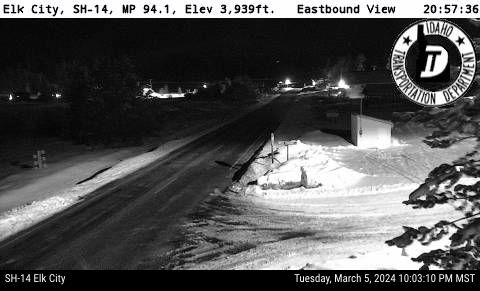 Elk City, SH-14, MP 94.1, Elev 3,939ft. Eastbound View 20:57:36
IDAHO
TRANSPORTATION DEPARTMENT
SH-14 Elk City Tuesday, March 5, 2024 10:03:10 PM MST